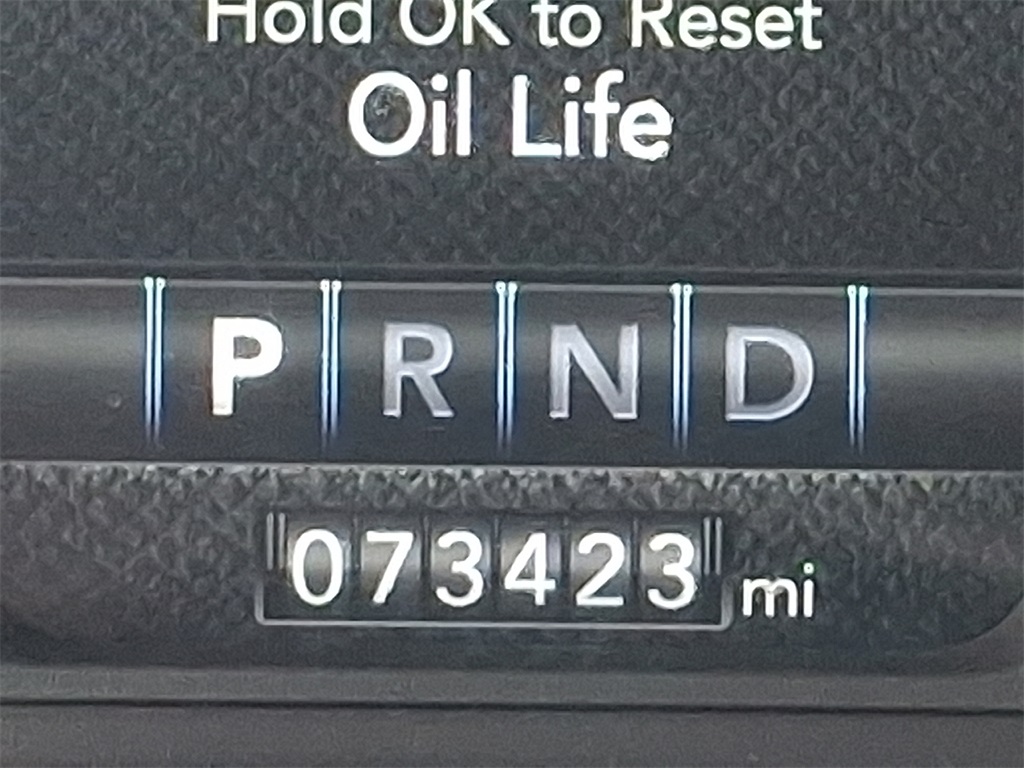 Hold OK to Reset
Oil Life
P R N D
073423 mi